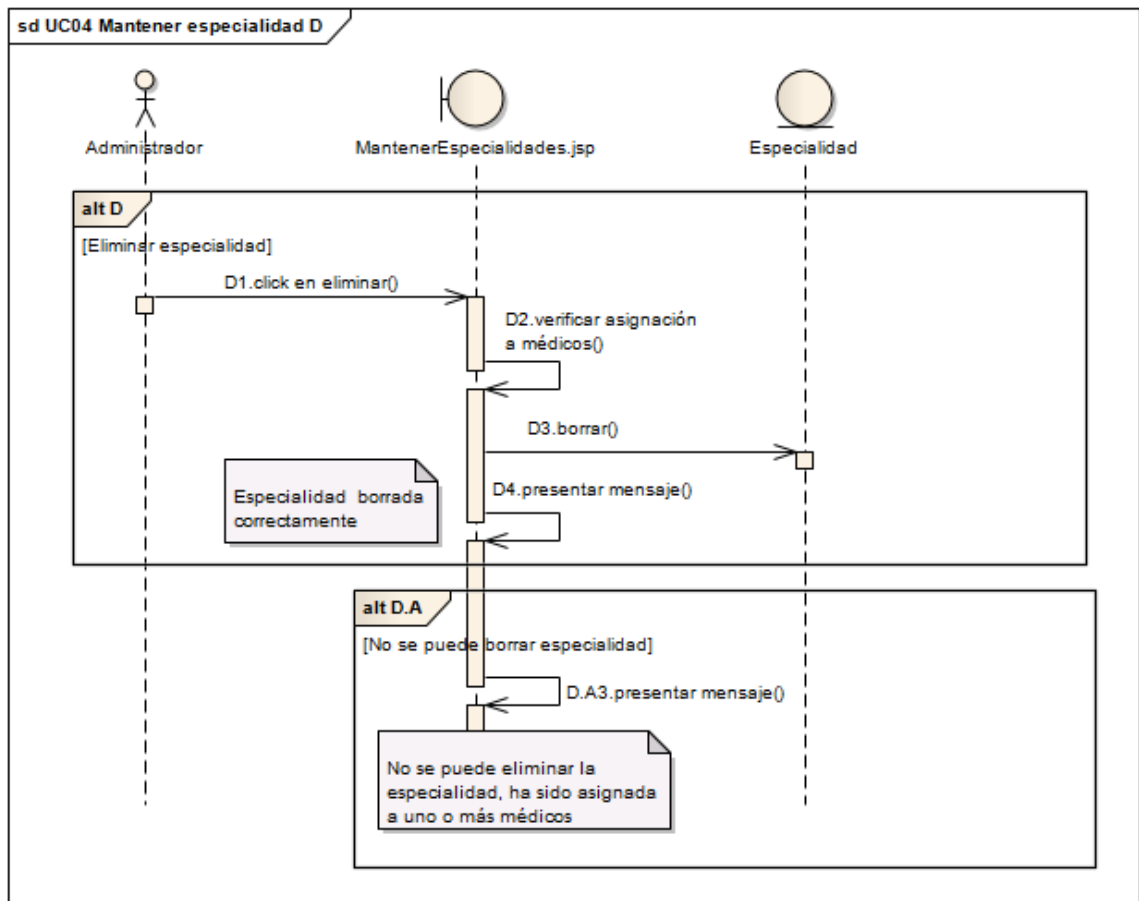 sd UC04 Mantener especialidad D
Administrador
MantenerEspecialidades.jsp
Especialidad
alt D
[Eliminar especialidad]
D1.click en eliminar()
D2.verificar asignación
a médicos()
D3.borrar()
Especialidad borrada
correctamente
D4.presentar mensaje()
alt D.A
[No se puede borrar especialidad]
D.A3.presentar mensaje()
No se puede eliminar la
especialidad, ha sido asignada
a uno o más médicos